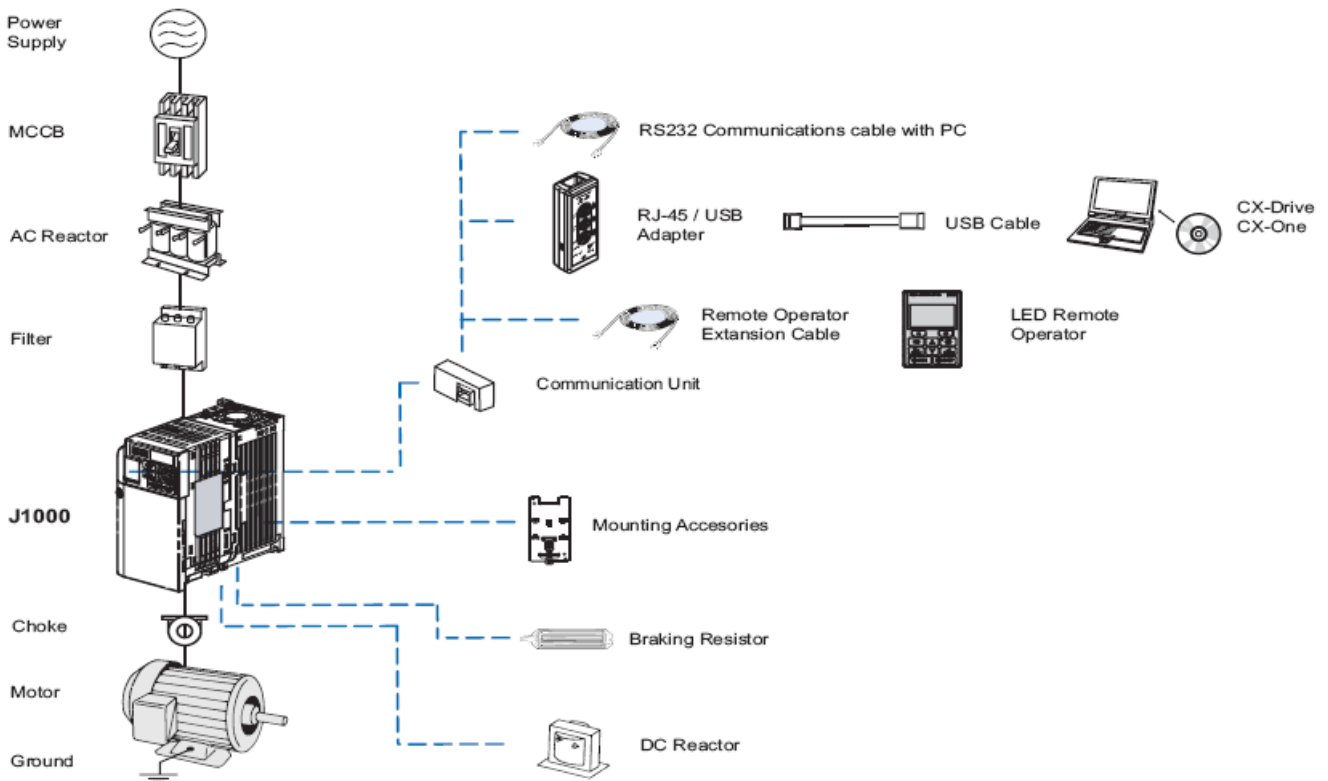 Power
Supply
MCCB
AC Reactor
Filter
J1000
Choke
Motor
Ground
RS232 Communications cable with PC
RJ-45 / USB
Adapter
USB Cable
CX-Drive
CX-One
Remote Operator
Extansion Cable
LED Remote
Operator
Communication Unit
Mounting Accesories
Braking Resistor
DC Reactor